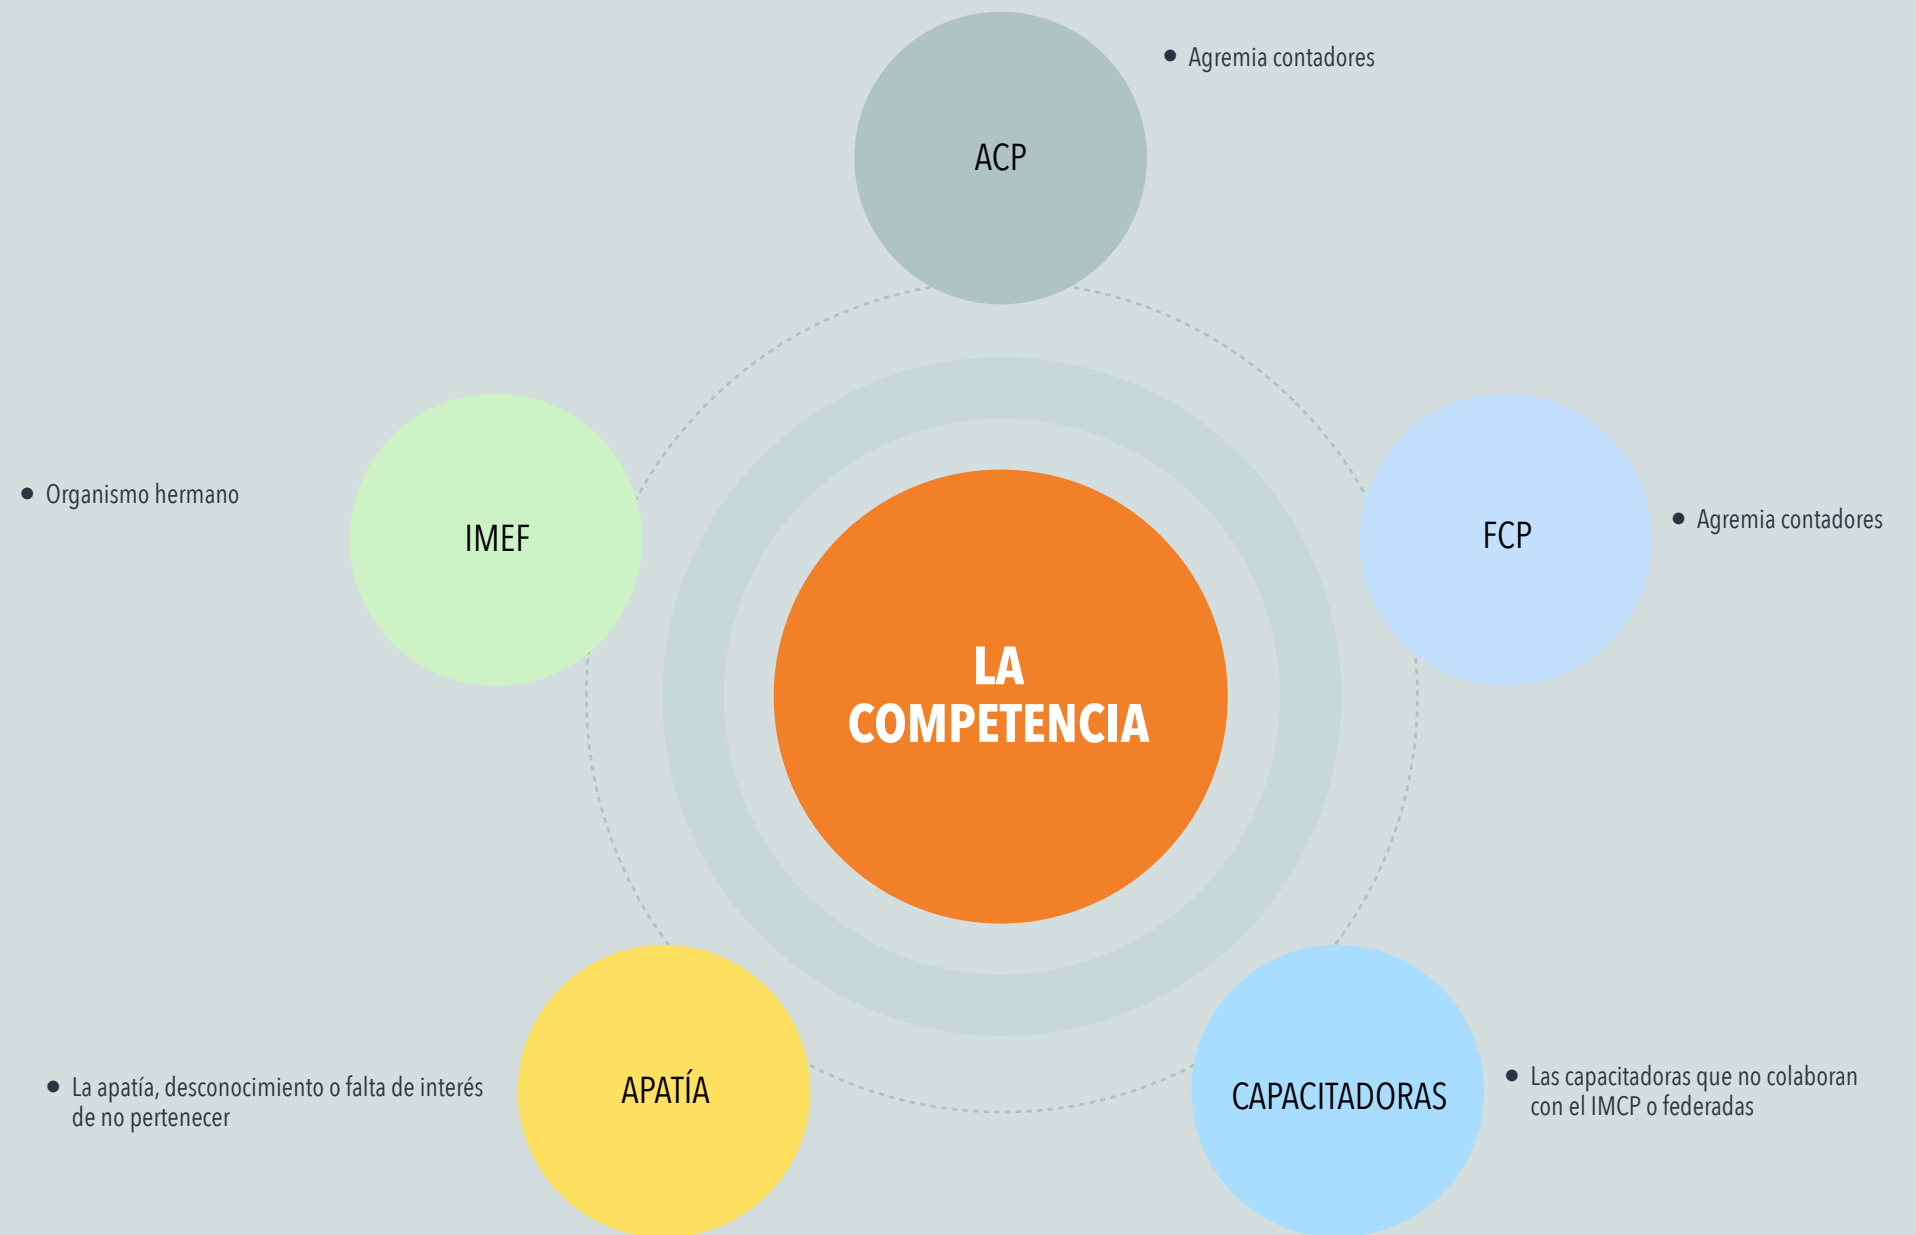 ACP
• Agremia contadores
IMEF
• Organismo hermano
FCP
• Agremia contadores
LA
COMPETENCIA
APATÍA
• La apatía, desconocimiento o falta de interés
de no pertenecer
CAPACITADORAS
• Las capacitadoras que no colaboran
con el IMCP o federadas